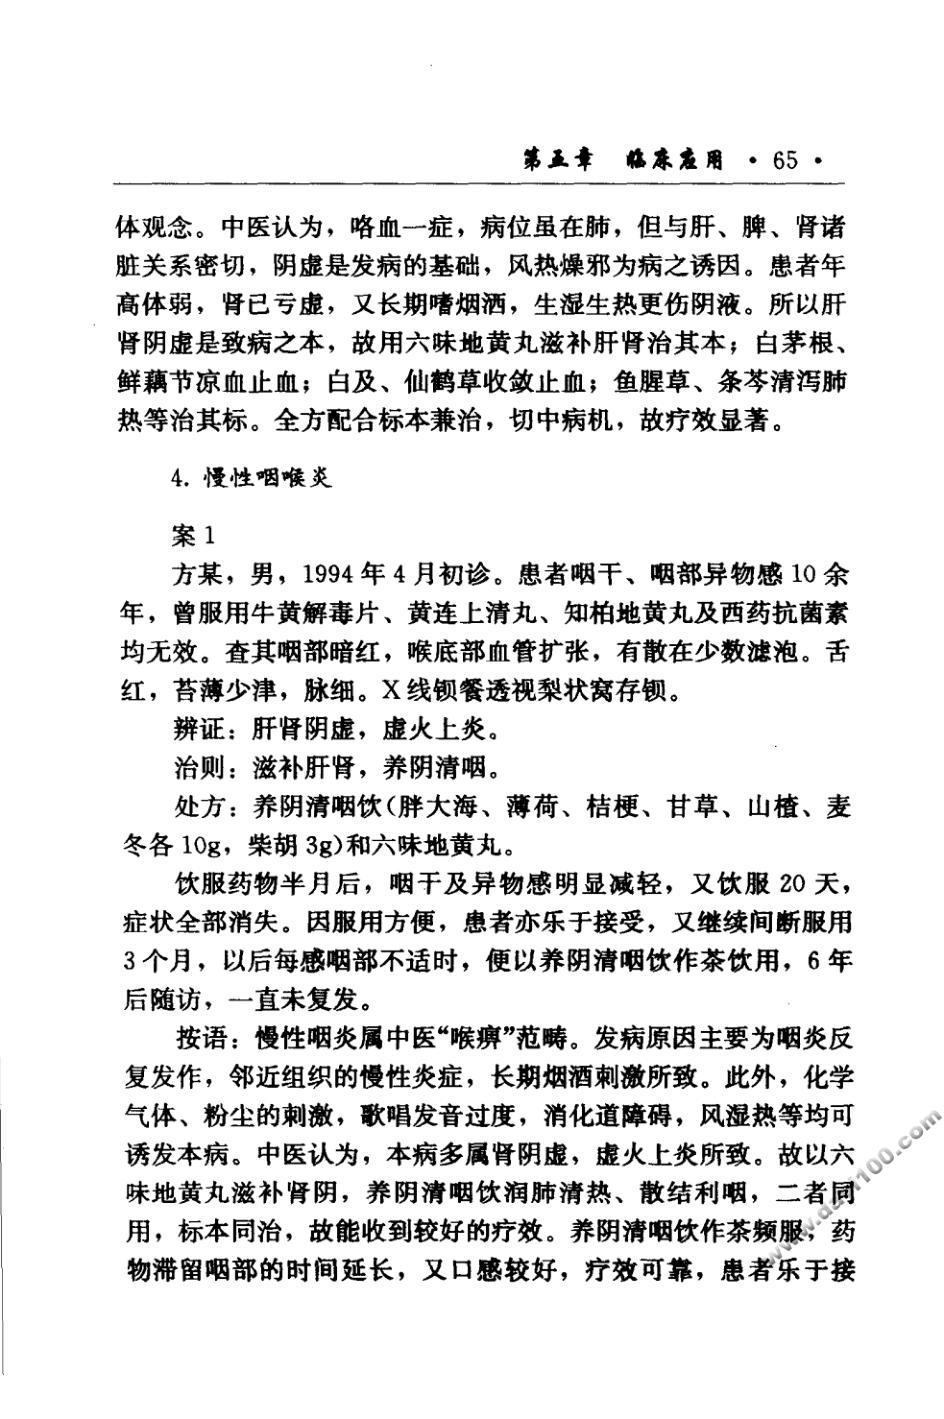 第五章 临床应用 · 65 ·
体观念。中医认为，咯血一症，病位虽在肺，但与肝、脾、肾诸
脏关系密切，阴虚是发病的基础，风热燥邪为病之诱因。患者年
高体弱，肾已亏虚，又长期嗜烟酒，生湿生热更伤阴液。所以肝
肾阴虚是致病之本，故用六味地黄丸滋补肝肾治其本；白茅根、
鲜藕节凉血止血；白及、仙鹤草收敛止血；鱼腥草、条芩清泻肺
热等治其标。全方配合标本兼治，切中病机，故疗效显著。
4. 慢性咽喉炎
案 1
方某，男，1994 年 4 月初诊。患者咽干、咽部异物感 10 余
年，曾服用牛黄解毒片、黄连上清丸、知柏地黄丸及西药抗菌素
均无效。查其咽部暗红，喉底部血管扩张，有散在少数滤泡。舌
红，苔薄少津，脉细。X 线钡餐透视梨状窝存钡。
辨证：肝肾阴虚，虚火上炎。
治则：滋补肝肾，养阴清咽。
处方：养阴清咽饮(胖大海、薄荷、桔梗、甘草、山楂、麦
冬各 10g，柴胡 3g)和六味地黄丸。
饮服药物半月后，咽干及异物感明显减轻，又饮服 20 天，
症状全部消失。因服用方便，患者亦乐于接受，又继续间断服用
3 个月，以后每感咽部不适时，便以养阴清咽饮作茶饮用，6 年
后随访，一直未复发。
按语：慢性咽炎属中医“喉痹”范畴。发病原因主要为咽炎反
复发作，邻近组织的慢性炎症，长期烟酒刺激所致。此外，化学
气体、粉尘的刺激，歌唱发音过度，消化道障碍，风湿热等均可
诱发本病。中医认为，本病多属肾阴虚，虚火上炎所致。故以六
味地黄丸滋补肾阴，养阴清咽饮润肺清热、散结利咽，二者同
用，标本同治，故能收到较好的疗效。养阴清咽饮作茶频服，药
物滞留咽部的时间延长，又口感较好，疗效可靠，患者乐于接